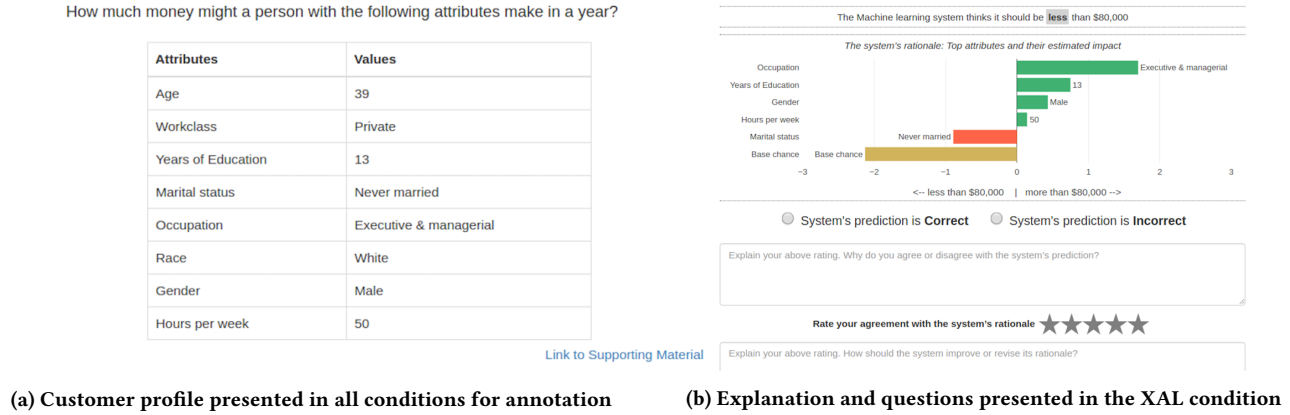 How much money might a person with the following attributes make in a year?
Attributes Values
Age 39
Workclass Private
Years of Education 13
Marital status Never married
Occupation Executive & managerial
Race White
Gender Male
Hours per week 50
Link to Supporting Material
(a) Customer profile presented in all conditions for annotation
The Machine learning system thinks it should be less than $80,000
The system's rationale: Top attributes and their estimated impact
Occupation Executive & managerial
Years of Education 13
Gender Male
Hours per week 50
Marital status Never married
Base chance Base chance
−3 −2 −1 0 1 2 3
<-- less than $80,000 | more than $80,000 -->
System's prediction is Correct System's prediction is Incorrect
Explain your above rating. Why do you agree or disagree with the system's prediction?
Rate your agreement with the system's rationale
Explain your above rating. How should the system improve or revise its rationale?
(b) Explanation and questions presented in the XAL condition